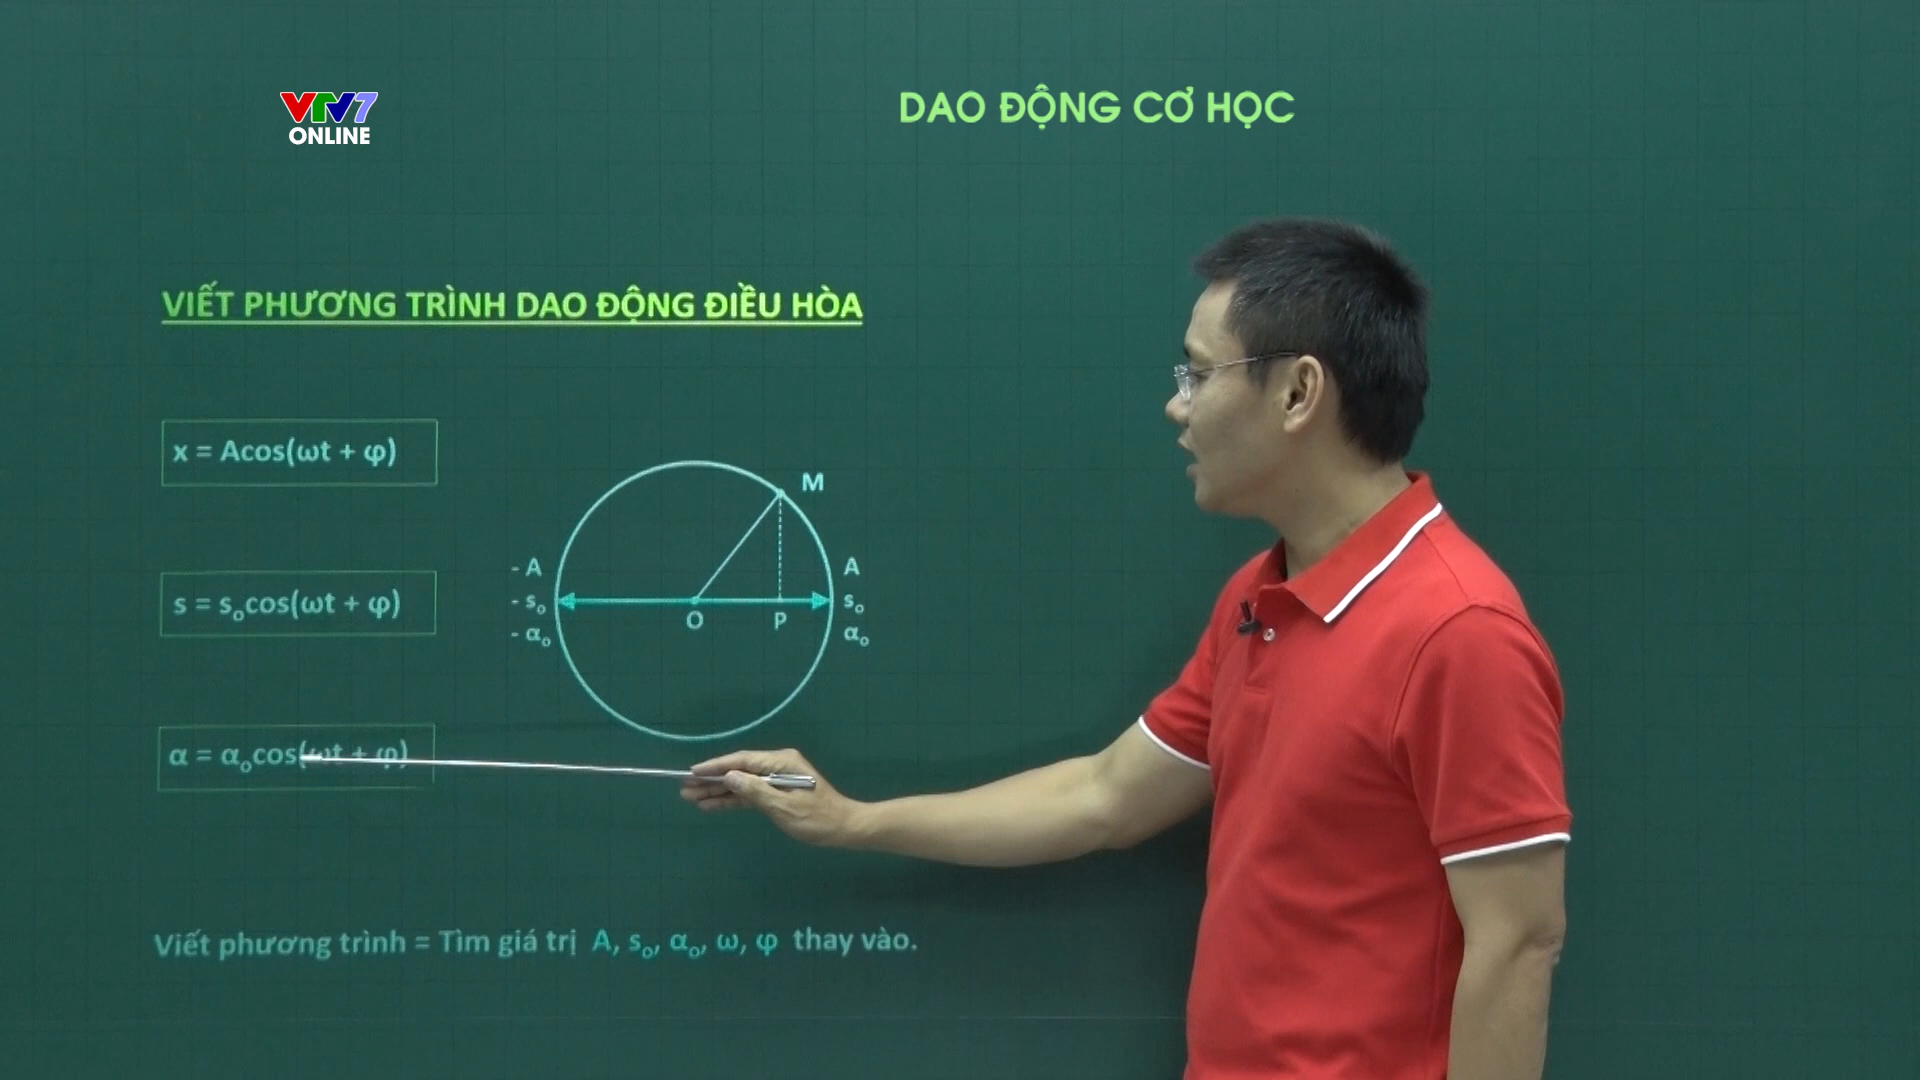 VTV7
ONLINE
DAO ĐỘNG CƠ HỌC
VIẾT PHƯƠNG TRÌNH DAO ĐỘNG ĐIỀU HÒA
x = Acos(ωt + φ)
s = s₀cos(ωt + φ)
α = α₀cos(ωt + φ)
M
- A
- s₀
- α₀
O
P
A
s₀
α₀
Viết phương trình = Tìm giá trị A, s₀, α₀, ω, φ thay vào.